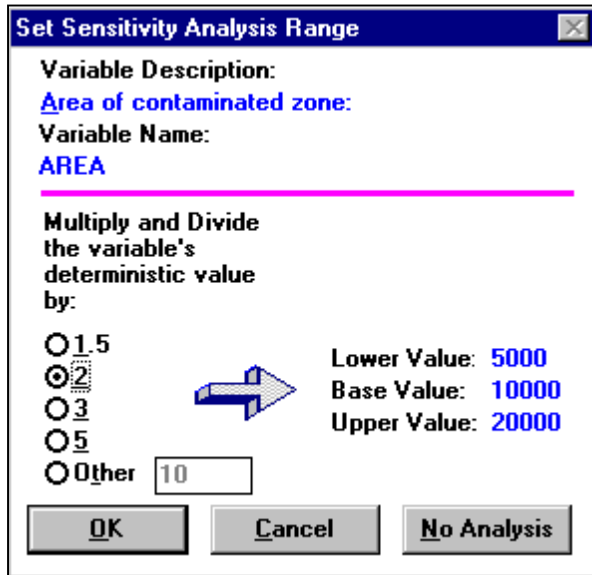 Set Sensitivity Analysis Range
Variable Description:
Area of contaminated zone:
Variable Name:
AREA
Multiply and Divide
the variable's
deterministic value
by:
1.5
2
3
5
Other 10
Lower Value: 5000
Base Value: 10000
Upper Value: 20000
OK Cancel No Analysis